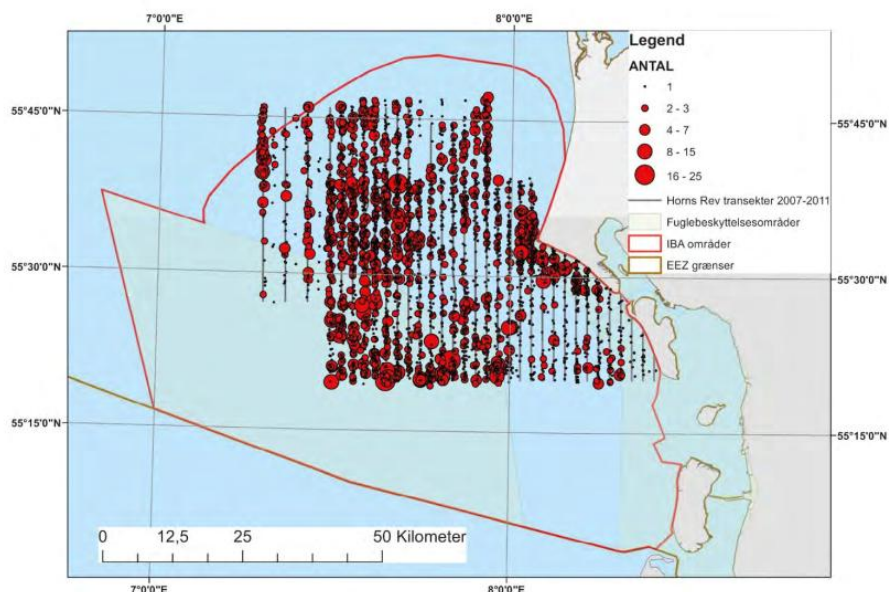 7°0'0"E
8°0'0"E
Legend
ANTAL
1
2 - 3
4 - 7
8 - 15
16 - 25
Horns Rev transekter 2007-2011
Fuglebeskyttelsesområder
IBA områder
EEZ grænser
55°45'0"N
55°45'0"N
55°30'0"N
55°30'0"N
55°15'0"N
55°15'0"N
0 12,5 25 50 Kilometer
7°0'0"E
8°0'0"E